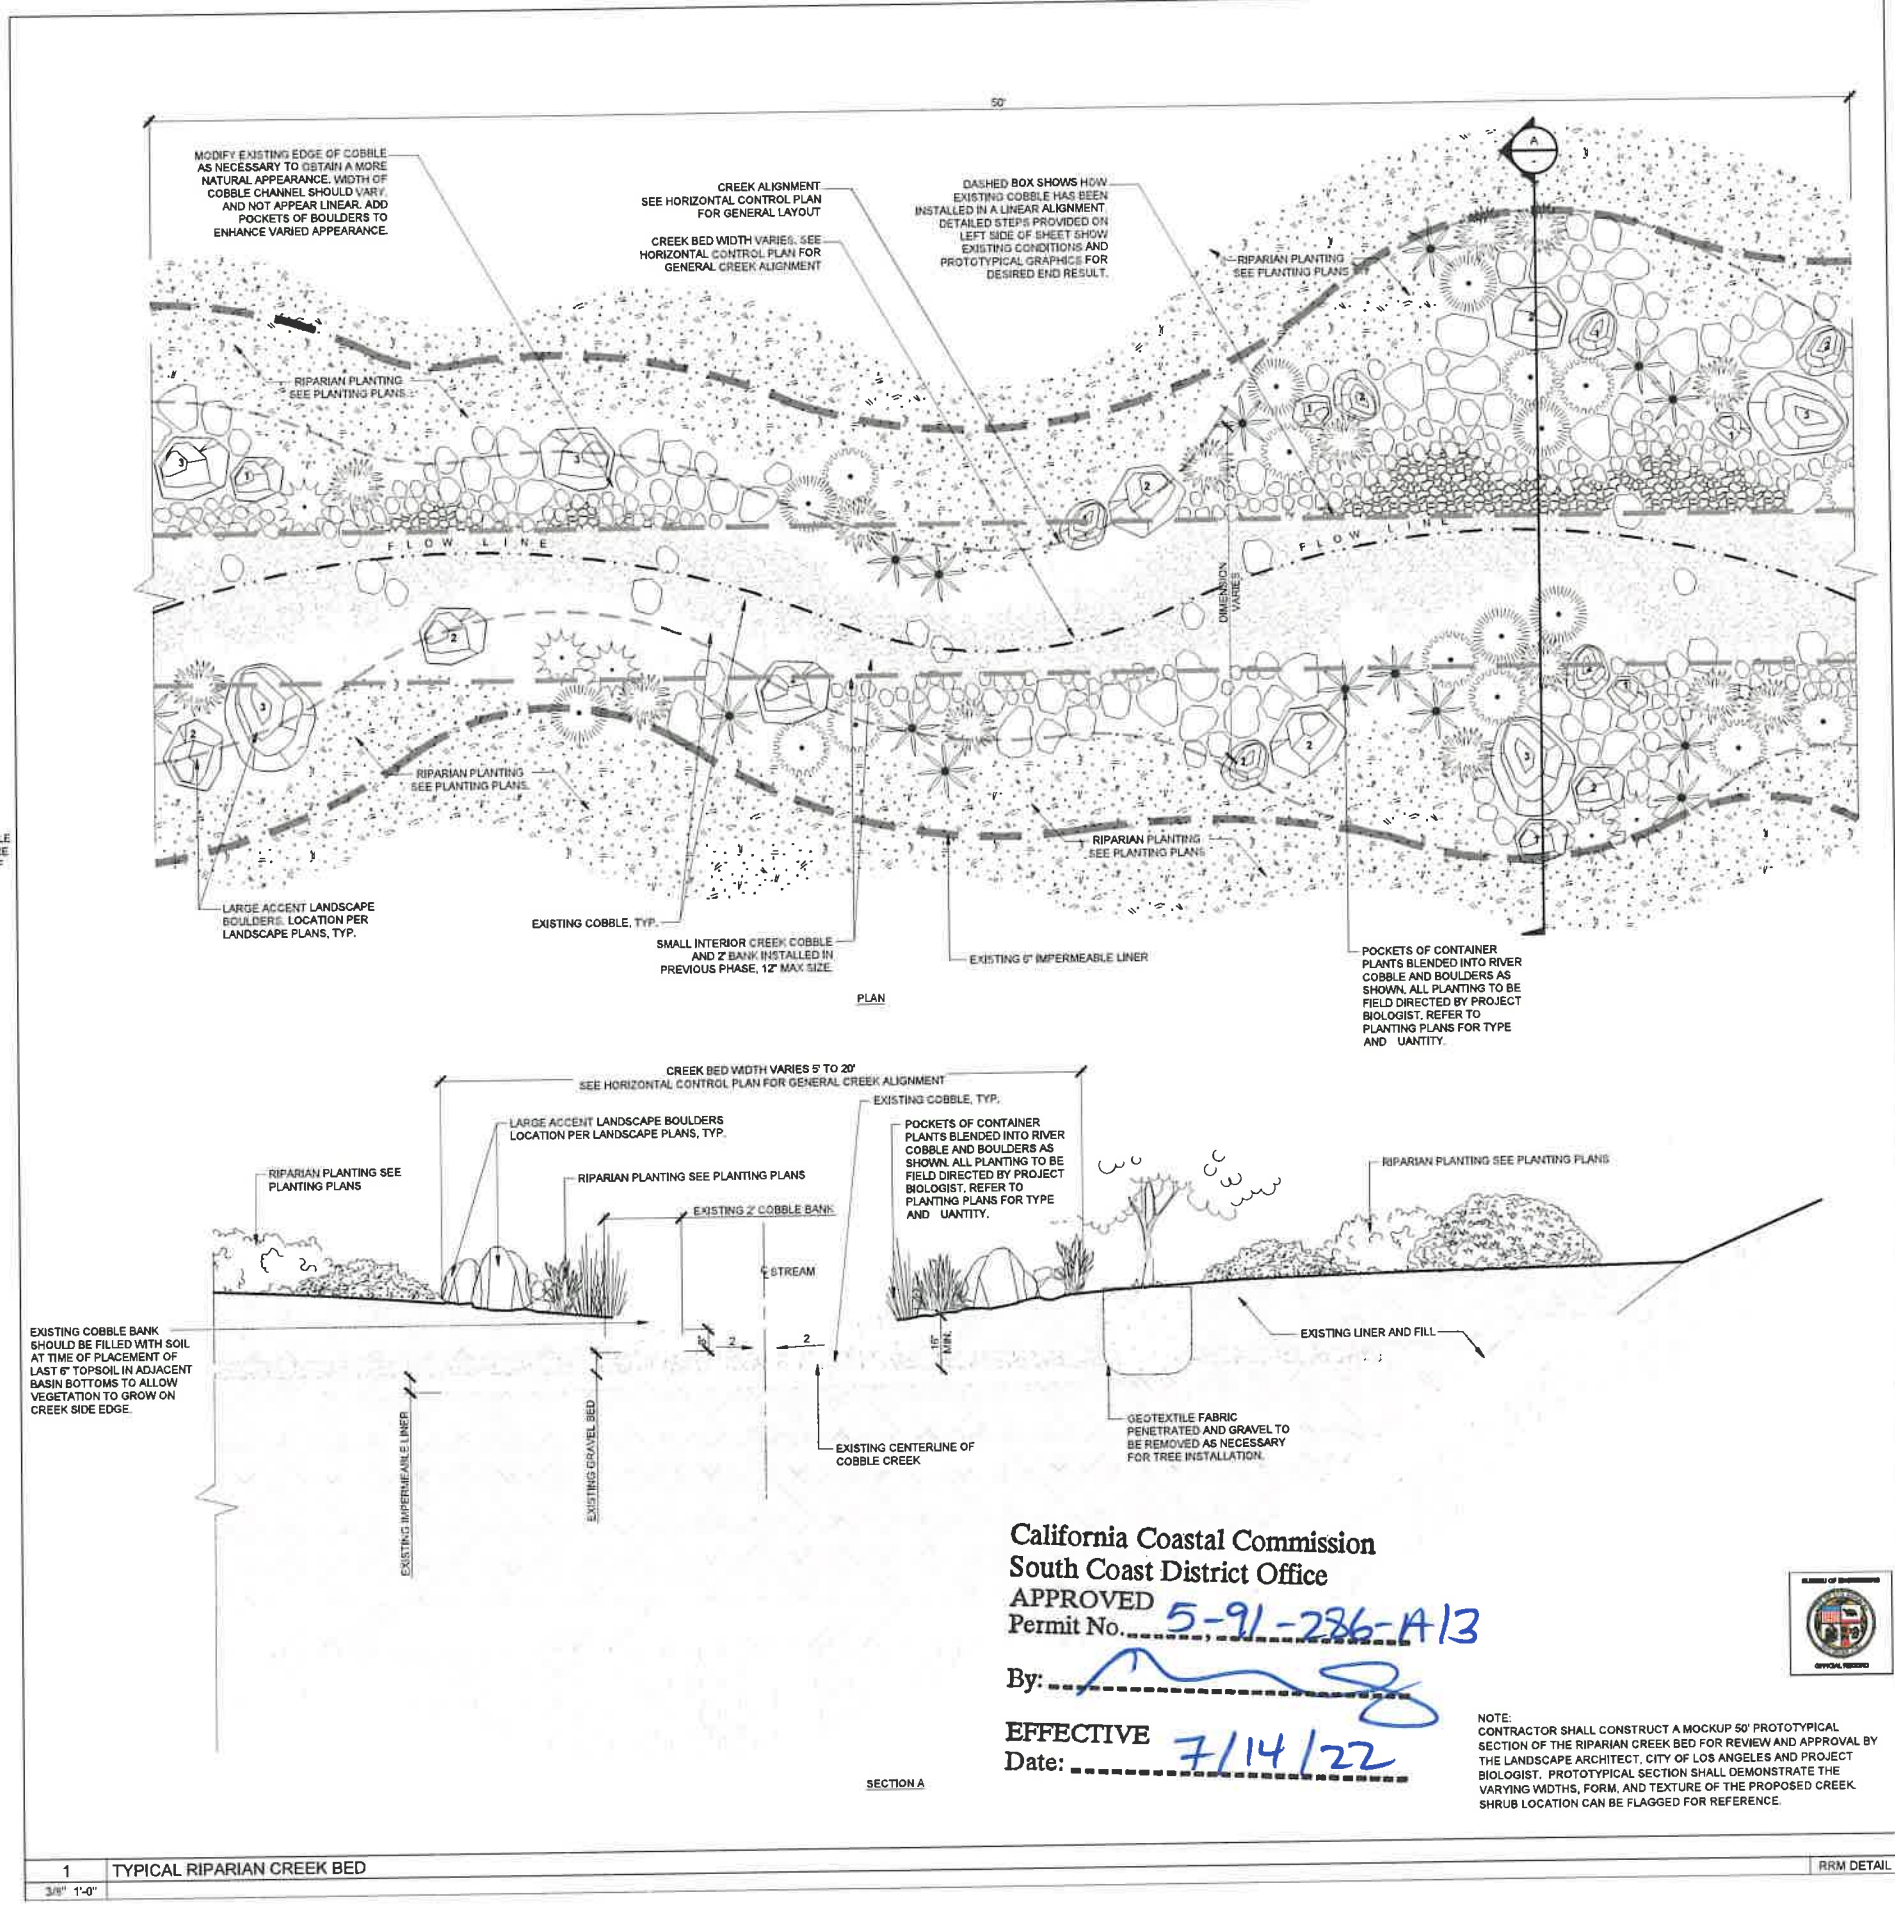 50'
MODIFY EXISTING EDGE OF COBBLE
AS NECESSARY TO OBTAIN A MORE
NATURAL APPEARANCE. WIDTH OF
COBBLE CHANNEL SHOULD VARY,
AND NOT APPEAR LINEAR. ADD
POCKETS OF BOULDERS TO
ENHANCE VARIED APPEARANCE.
CREEK ALIGNMENT
SEE HORIZONTAL CONTROL PLAN
FOR GENERAL LAYOUT
CREEK BED WIDTH VARIES. SEE
HORIZONTAL CONTROL PLAN FOR
GENERAL CREEK ALIGNMENT
DASHED BOX SHOWS HOW
EXISTING COBBLE HAS BEEN
INSTALLED IN A LINEAR ALIGNMENT.
DETAILED STEPS PROVIDED ON
LEFT SIDE OF SHEET SHOW
EXISTING CONDITIONS AND
PROTOTYPICAL GRAPHICS FOR
DESIRED END RESULT.
A
RIPARIAN PLANTING
SEE PLANTING PLANS
RIPARIAN PLANTING
SEE PLANTING PLANS
FLOW LINE
FLOW LINE
DIMENSION
VARIES
RIPARIAN PLANTING
SEE PLANTING PLANS
RIPARIAN PLANTING
SEE PLANTING PLANS
LARGE ACCENT LANDSCAPE
BOULDERS. LOCATION PER
LANDSCAPE PLANS, TYP.
EXISTING COBBLE, TYP.
SMALL INTERIOR CREEK COBBLE
AND 2' BANK INSTALLED IN
PREVIOUS PHASE, 12" MAX SIZE.
EXISTING 6" IMPERMEABLE LINER
POCKETS OF CONTAINER
PLANTS BLENDED INTO RIVER
COBBLE AND BOULDERS AS
SHOWN. ALL PLANTING TO BE
FIELD DIRECTED BY PROJECT
BIOLOGIST. REFER TO
PLANTING PLANS FOR TYPE
AND UANTITY.
PLAN
CREEK BED WIDTH VARIES 5' TO 20'
SEE HORIZONTAL CONTROL PLAN FOR GENERAL CREEK ALIGNMENT
EXISTING COBBLE, TYP.
LARGE ACCENT LANDSCAPE BOULDERS
LOCATION PER LANDSCAPE PLANS, TYP.
POCKETS OF CONTAINER
PLANTS BLENDED INTO RIVER
COBBLE AND BOULDERS AS
SHOWN. ALL PLANTING TO BE
FIELD DIRECTED BY PROJECT
BIOLOGIST. REFER TO
PLANTING PLANS FOR TYPE
AND UANTITY.
RIPARIAN PLANTING SEE
PLANTING PLANS
RIPARIAN PLANTING SEE PLANTING PLANS
RIPARIAN PLANTING SEE PLANTING PLANS
EXISTING 2' COBBLE BANK
STREAM
EXISTING COBBLE BANK
SHOULD BE FILLED WITH SOIL
AT TIME OF PLACEMENT OF
LAST 6" TOPSOIL IN ADJACENT
BASIN BOTTOMS TO ALLOW
VEGETATION TO GROW ON
CREEK SIDE EDGE.
2
2
16"
MIN.
EXISTING LINER AND FILL
EXISTING IMPERMEABLE LINER
EXISTING GRAVEL BED
EXISTING CENTERLINE OF
COBBLE CREEK
GEOTEXTILE FABRIC
PENETRATED AND GRAVEL TO
BE REMOVED AS NECESSARY
FOR TREE INSTALLATION.
California Coastal Commission
South Coast District Office
APPROVED
Permit No. 5-91-286-A13
By:
EFFECTIVE
Date: 7/14/22
BUREAU OF ENGINEERING
OFFICIAL RECORD
NOTE:
CONTRACTOR SHALL CONSTRUCT A MOCKUP 50' PROTOTYPICAL
SECTION OF THE RIPARIAN CREEK BED FOR REVIEW AND APPROVAL BY
THE LANDSCAPE ARCHITECT, CITY OF LOS ANGELES AND PROJECT
BIOLOGIST. PROTOTYPICAL SECTION SHALL DEMONSTRATE THE
VARYING WIDTHS, FORM, AND TEXTURE OF THE PROPOSED CREEK.
SHRUB LOCATION CAN BE FLAGGED FOR REFERENCE.
SECTION A
1 TYPICAL RIPARIAN CREEK BED
RRM DETAIL
3/8" 1'-0"